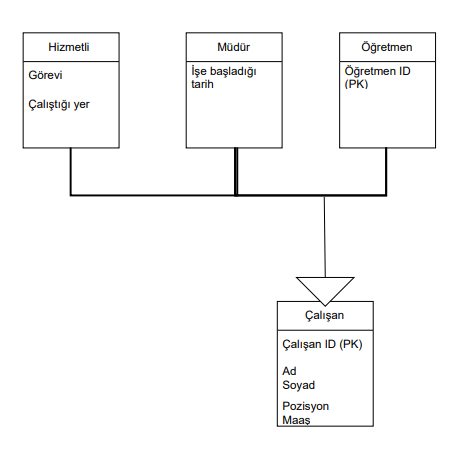 Hizmetli
Görevi
Çalıştığı yer
Müdür
İşe başladığı
tarih
Öğretmen
Öğretmen ID
(PK)
Çalışan
Çalışan ID (PK)
Ad
Soyad
Pozisyon
Maaş